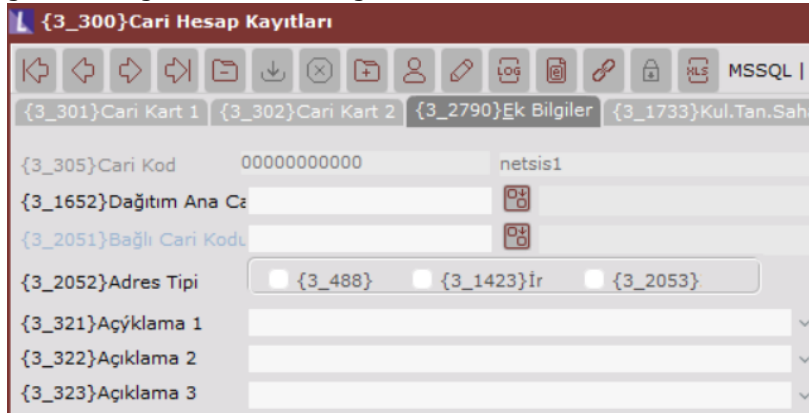 {3_300}Cari Hesap Kayıtları
LOG e XLS MSSQL |
{3_301}Cari Kart 1 {3_302}Cari Kart 2 {3_2790}Ek Bilgiler {3_1733}Kul.Tan.Saha
{3_305}Cari Kod 00000000000 netsis1
{3_1652}Dağıtım Ana Ca
{3_2051}Bağlı Cari Kodu
{3_2052}Adres Tipi {3_488} {3_1423}İr {3_2053}
{3_321}Açýklama 1
{3_322}Açıklama 2
{3_323}Açıklama 3